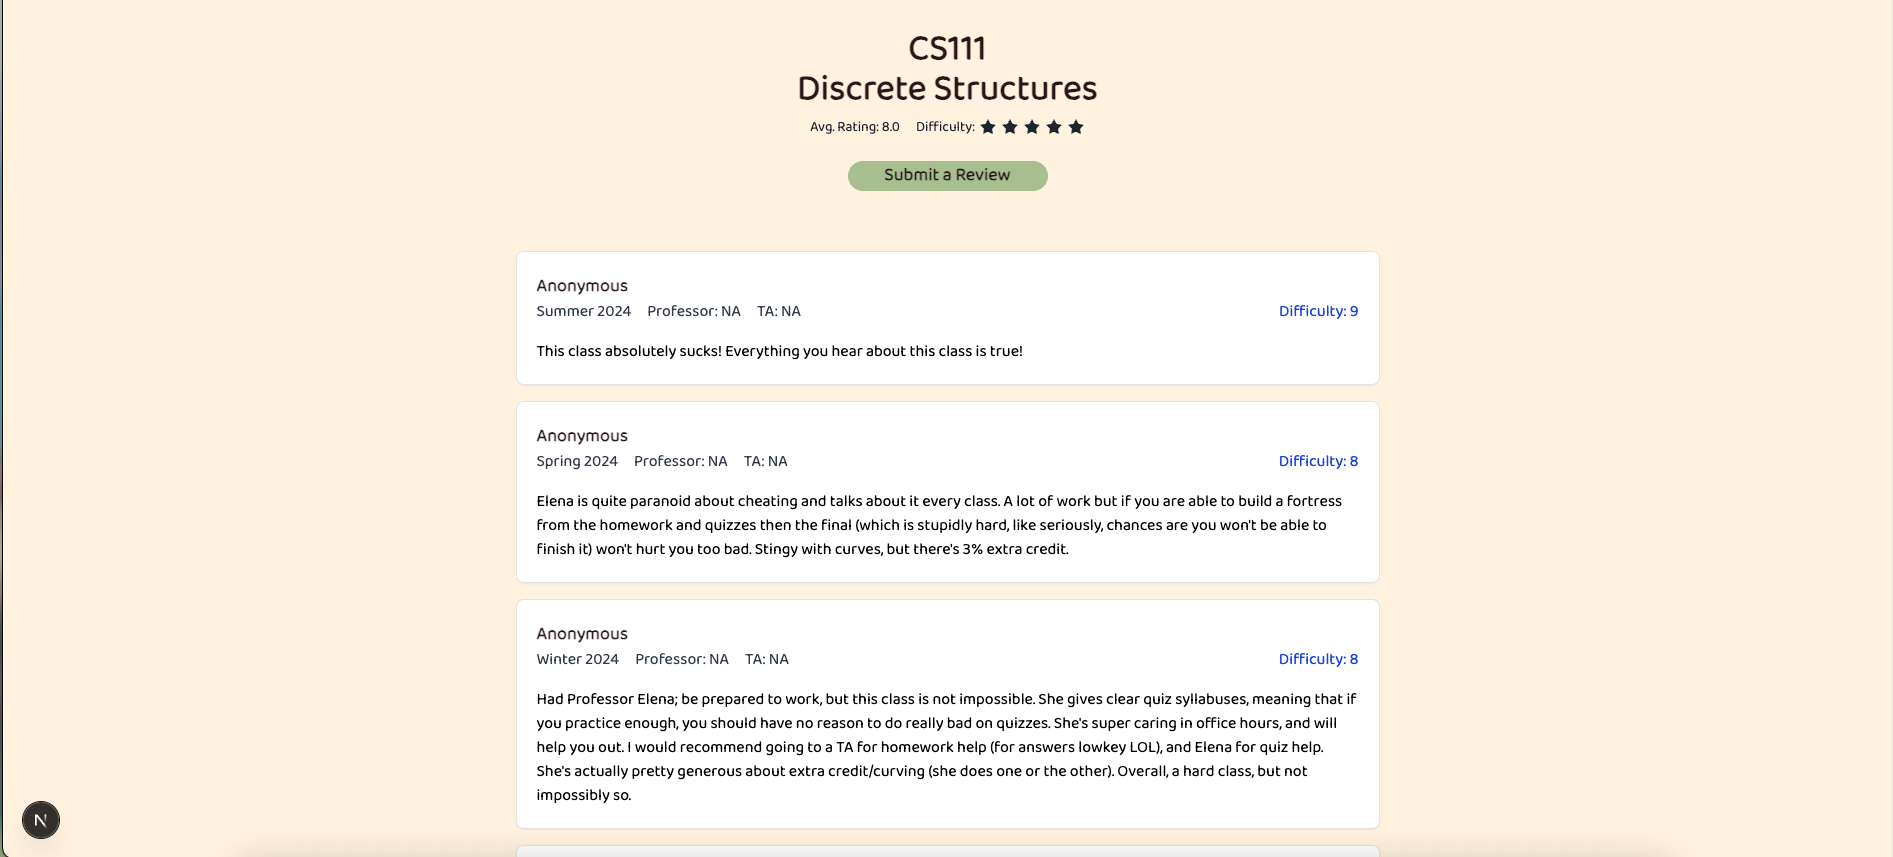 CS111
Discrete Structures
Avg. Rating: 8.0 Difficulty:
Submit a Review
Anonymous
Summer 2024 Professor: NA TA: NA Difficulty: 9
This class absolutely sucks! Everything you hear about this class is true!
Anonymous
Spring 2024 Professor: NA TA: NA Difficulty: 8
Elena is quite paranoid about cheating and talks about it every class. A lot of work but if you are able to build a fortress
from the homework and quizzes then the final (which is stupidly hard, like seriously, chances are you won't be able to
finish it) won't hurt you too bad. Stingy with curves, but there's 3% extra credit.
Anonymous
Winter 2024 Professor: NA TA: NA Difficulty: 8
Had Professor Elena; be prepared to work, but this class is not impossible. She gives clear quiz syllabuses, meaning that if
you practice enough, you should have no reason to do really bad on quizzes. She's super caring in office hours, and will
help you out. I would recommend going to a TA for homework help (for answers lowkey LOL), and Elena for quiz help.
She's actually pretty generous about extra credit/curving (she does one or the other). Overall, a hard class, but not
impossibly so.
N